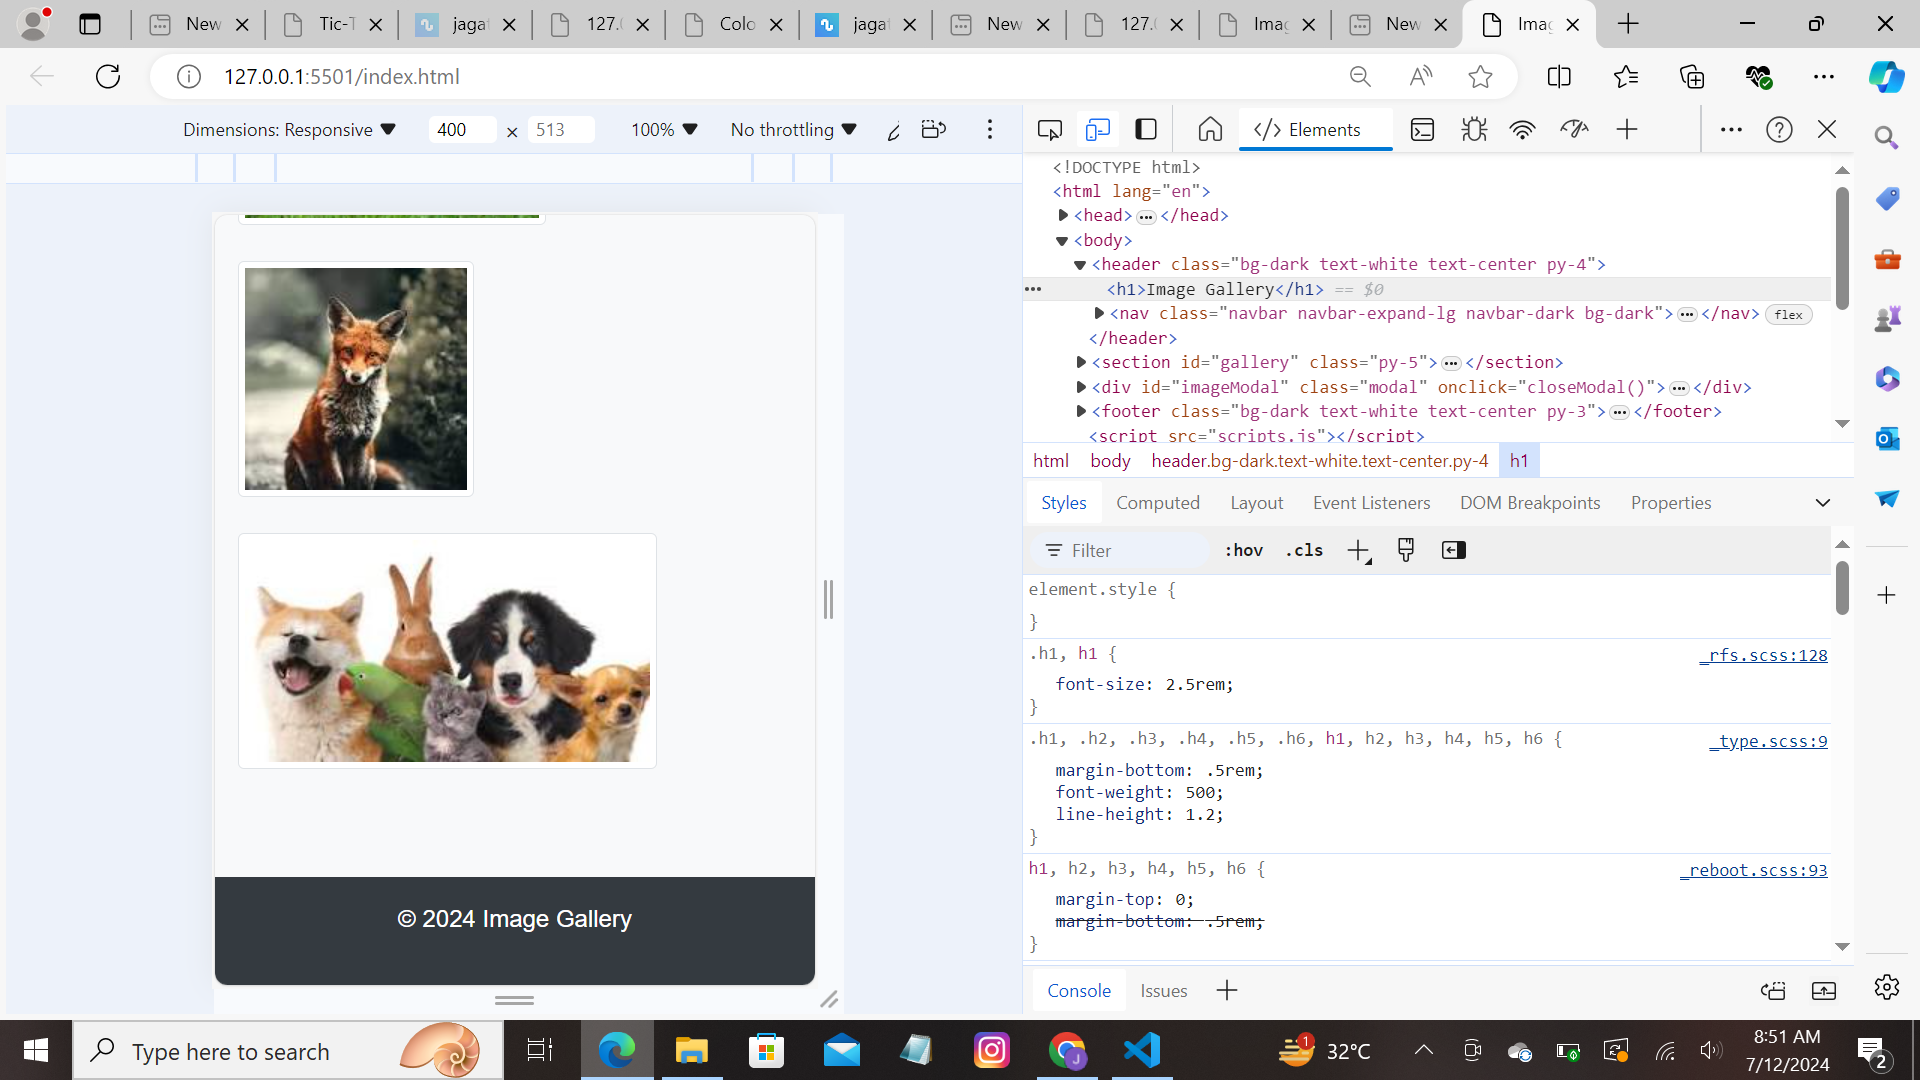 New
Tic-T
jaga
127.
Colo
jaga
New
127.
Imag
New
Imag
127.0.0.1:5501/index.html
Dimensions: Responsive
400 × 513
100%
No throttling
Elements
<!DOCTYPE html>
<html lang="en">
<head> ··· </head>
<body>
<header class="bg-dark text-white text-center py-4">
<h1>Image Gallery</h1> == $0
<nav class="navbar navbar-expand-lg navbar-dark bg-dark"> ··· </nav> flex
</header>
<section id="gallery" class="py-5"> ··· </section>
<div id="imageModal" class="modal" onclick="closeModal()"> ··· </div>
<footer class="bg-dark text-white text-center py-3"> ··· </footer>
<script src="scripts.js"></script>
html body header.bg-dark.text-white.text-center.py-4 h1
Styles Computed Layout Event Listeners DOM Breakpoints Properties
Filter :hov .cls
element.style {
}
.h1, h1 { _rfs.scss:128
font-size: 2.5rem;
}
.h1, .h2, .h3, .h4, .h5, .h6, h1, h2, h3, h4, h5, h6 { _type.scss:9
margin-bottom: .5rem;
font-weight: 500;
line-height: 1.2;
}
h1, h2, h3, h4, h5, h6 { _reboot.scss:93
margin-top: 0;
margin-bottom: .5rem;
}
© 2024 Image Gallery
Console Issues
Type here to search
1
32°C
8:51 AM
7/12/2024
2